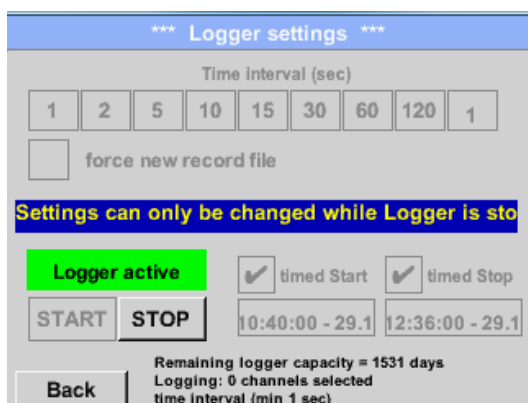 *** Logger settings ***
Time interval (sec)
1 2 5 10 15 30 60 120 1
force new record file
Settings can only be changed while Logger is sto
Logger active
timed Start timed Stop
START STOP
10:40:00 - 29.1 12:36:00 - 29.1
Remaining logger capacity = 1531 days
Logging: 0 channels selected
time interval (min 1 sec)
Back